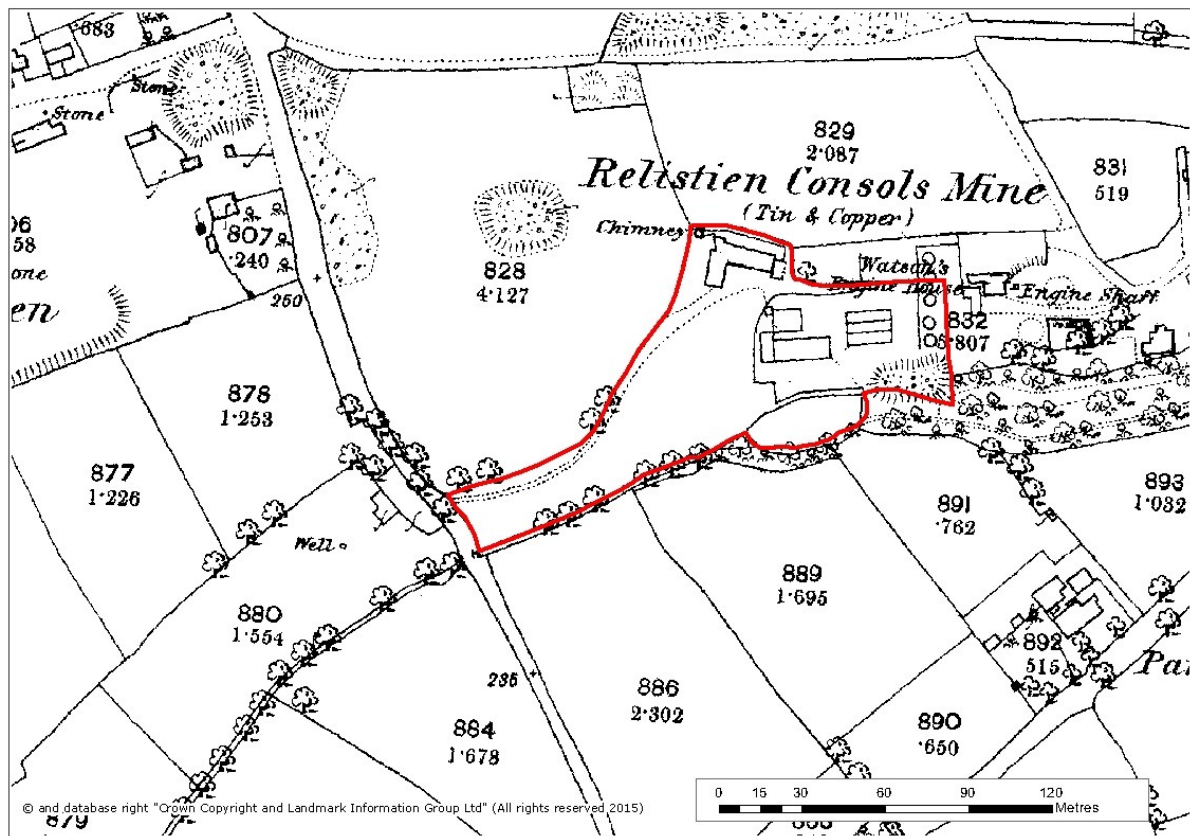 683
Stone
Stone
829
2·087
831
519
Relistien Consols Mine
(Tin & Copper)
Chimney
96
58
one
en
807
·240
260
828
4·127
Watson's
Engine House
Engine Shaft
832
5·807
878
1·253
877
1·226
Well
891
·762
893
1·032
889
1·695
880
1·554
892
515
Par
235
886
2·302
884
1·678
890
·650
879
0 15 30 60 90 120
Metres
© and database right "Crown Copyright and Landmark Information Group Ltd" (All rights reserved 2015)